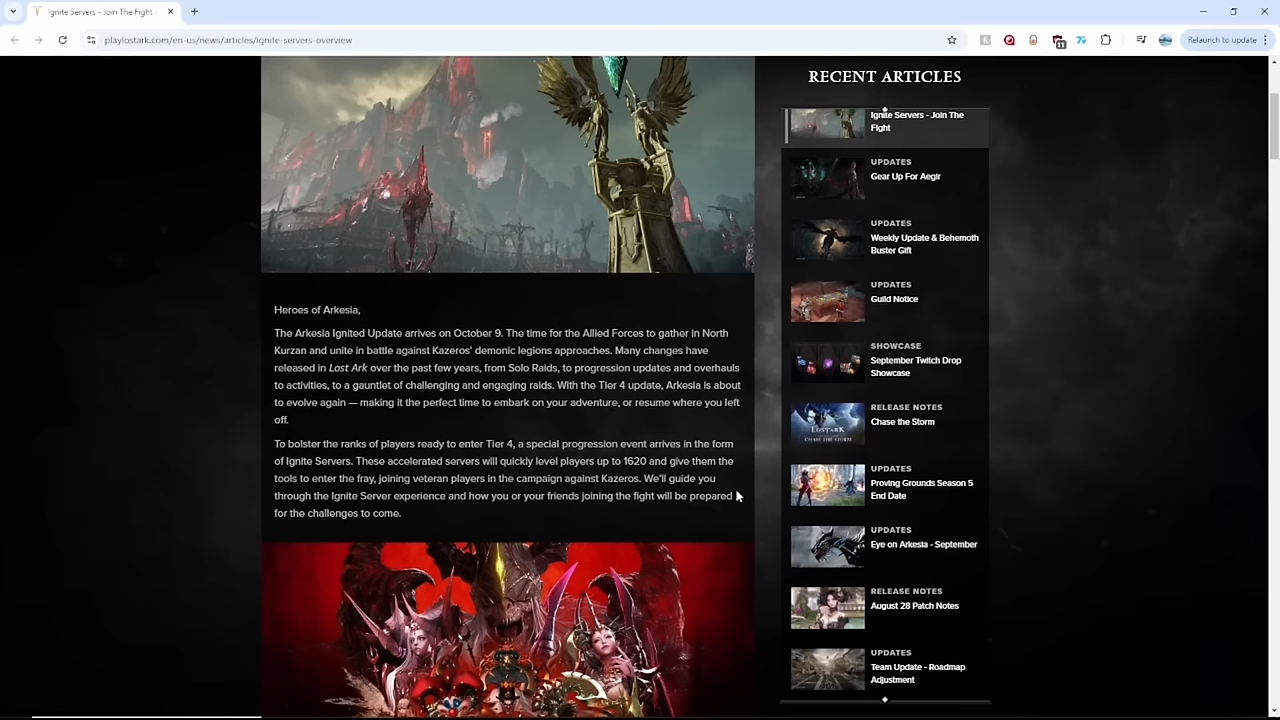 Ignite Servers - Join The Fight -
playlostark.com/en-us/news/articles/ignite-servers-overview
11
Relaunch to update
Heroes of Arkesia,
The Arkesia Ignited Update arrives on October 9. The time for the Allied Forces to gather in North
Kurzan and unite in battle against Kazeros' demonic legions approaches. Many changes have
released in Lost Ark over the past few years, from Solo Raids, to progression updates and overhauls
to activities, to a gauntlet of challenging and engaging raids. With the Tier 4 update, Arkesia is about
to evolve again — making it the perfect time to embark on your adventure, or resume where you left
off.
To bolster the ranks of players ready to enter Tier 4, a special progression event arrives in the form
of Ignite Servers. These accelerated servers will quickly level players up to 1620 and give them the
tools to enter the fray, joining veteran players in the campaign against Kazeros. We'll guide you
through the Ignite Server experience and how you or your friends joining the fight will be prepared
for the challenges to come.
RECENT ARTICLES
Ignite Servers - Join The
Fight
UPDATES
Gear Up For Aegir
UPDATES
Weekly Update & Behemoth
Buster Gift
UPDATES
Guild Notice
SHOWCASE
September Twitch Drop
Showcase
RELEASE NOTES
Chase the Storm
LOST ARK
CHASE THE STORM
UPDATES
Proving Grounds Season 5
End Date
UPDATES
Eye on Arkesia - September
RELEASE NOTES
August 28 Patch Notes
UPDATES
Team Update - Roadmap
Adjustment